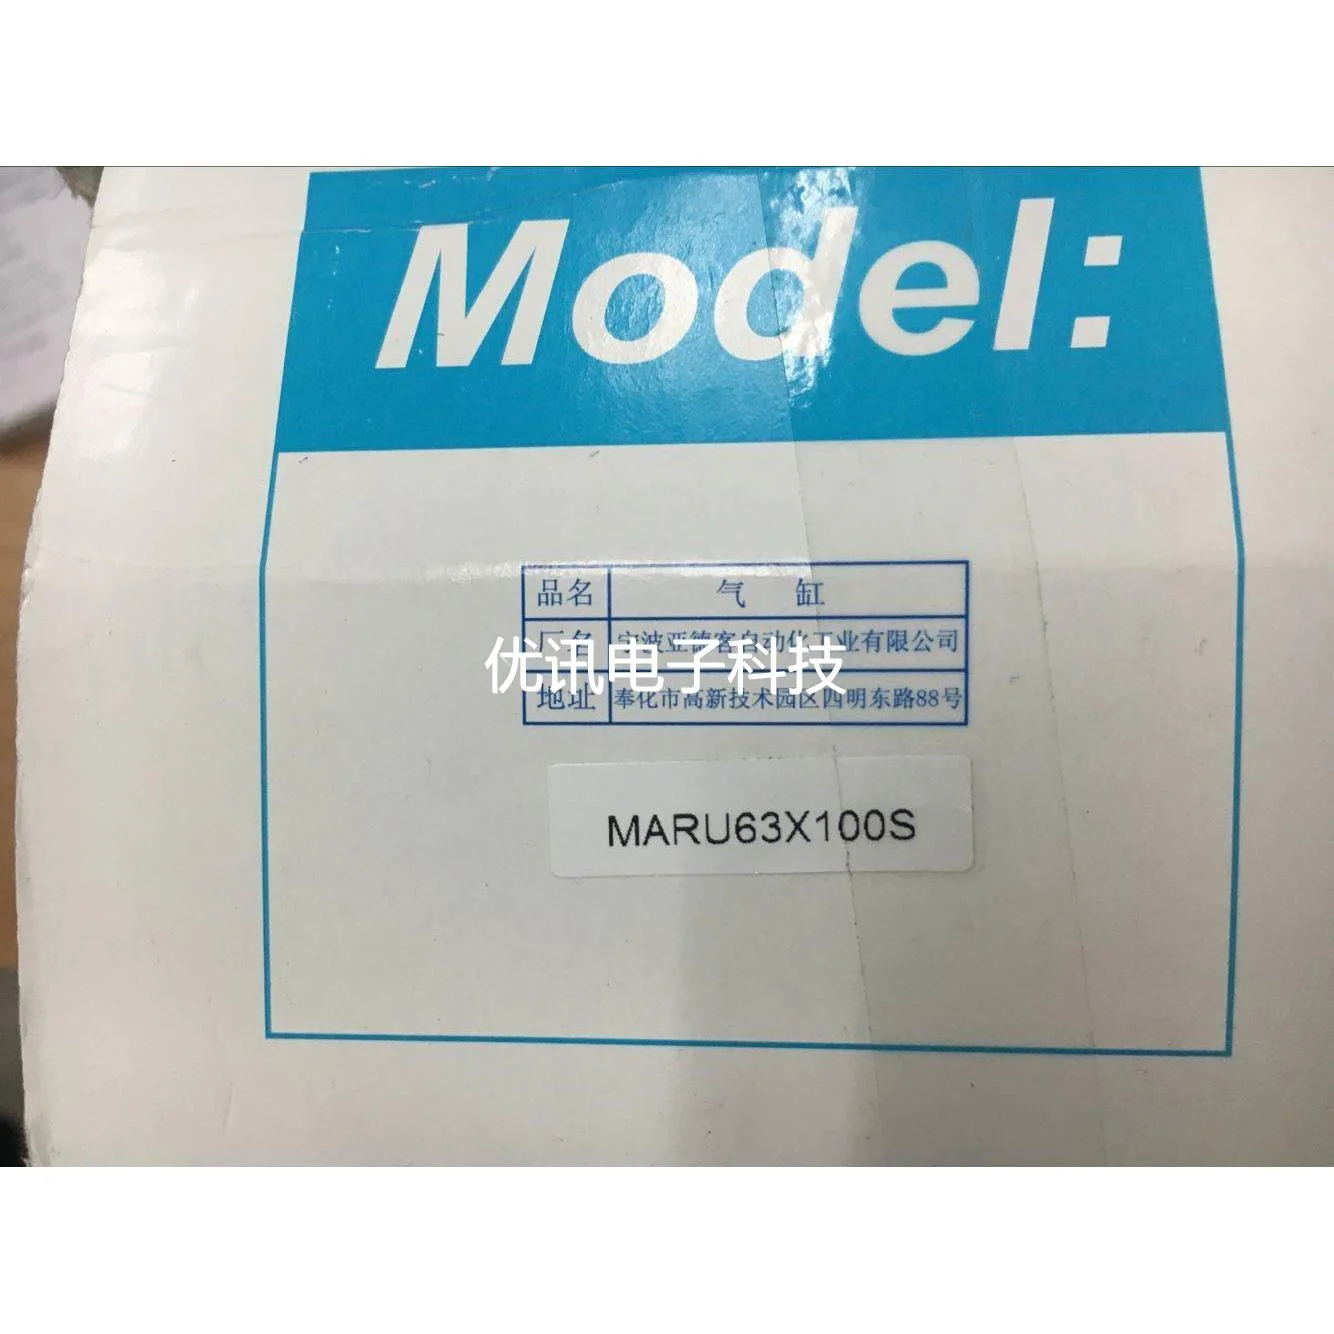 Model:
品名 气 缸
厂名 宁波亚德客自动化工业有限公司
优讯电子科技
地址 奉化市高新技术园区四明东路88号
MARU63X100S